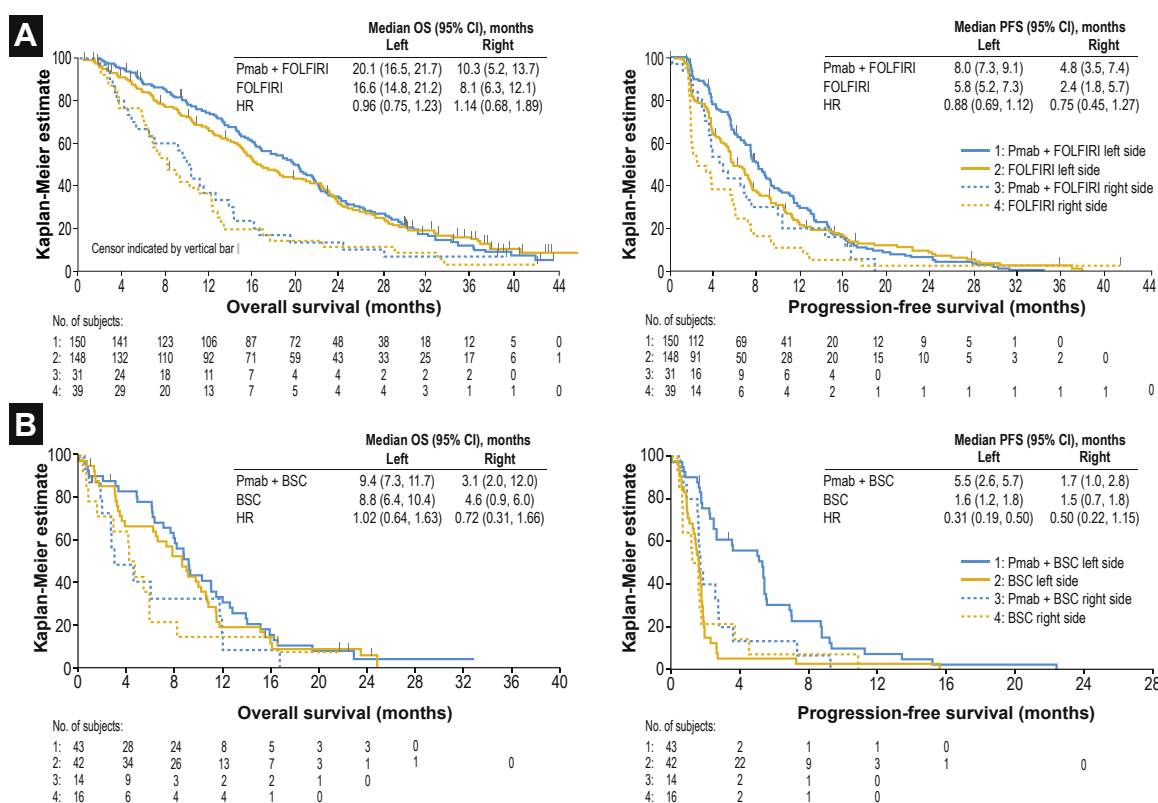 A
Median OS (95% CI), months
Left Right
Pmab + FOLFIRI 20.1 (16.5, 21.7) 10.3 (5.2, 13.7)
FOLFIRI 16.6 (14.8, 21.2) 8.1 (6.3, 12.1)
HR 0.96 (0.75, 1.23) 1.14 (0.68, 1.89)
Kaplan-Meier estimate
100
80
60
40
20
0
Censor indicated by vertical bar
0 4 8 12 16 20 24 28 32 36 40 44
Overall survival (months)
No. of subjects:
1: 150 141 123 106 87 72 48 38 18 12 5 0
2: 148 132 110 92 71 59 43 33 25 17 6 1
3: 31 24 18 11 7 4 4 2 2 2 0
4: 39 29 20 13 7 5 4 4 3 1 1 0
Median PFS (95% CI), months
Left Right
Pmab + FOLFIRI 8.0 (7.3, 9.1) 4.8 (3.5, 7.4)
FOLFIRI 5.8 (5.2, 7.3) 2.4 (1.8, 5.7)
HR 0.88 (0.69, 1.12) 0.75 (0.45, 1.27)
1: Pmab + FOLFIRI left side
2: FOLFIRI left side
3: Pmab + FOLFIRI right side
4: FOLFIRI right side
Kaplan-Meier estimate
100
80
60
40
20
0
0 4 8 12 16 20 24 28 32 36 40 44
Progression-free survival (months)
No. of subjects:
1: 150 112 69 41 20 12 9 5 1 0
2: 148 91 50 28 20 15 10 5 3 2 0
3: 31 16 9 6 4 0
4: 39 14 6 4 2 1 1 1 1 1 1 0
B
Median OS (95% CI), months
Left Right
Pmab + BSC 9.4 (7.3, 11.7) 3.1 (2.0, 12.0)
BSC 8.8 (6.4, 10.4) 4.6 (0.9, 6.0)
HR 1.02 (0.64, 1.63) 0.72 (0.31, 1.66)
Kaplan-Meier estimate
100
80
60
40
20
0
0 4 8 12 16 20 24 28 32 36 40
Overall survival (months)
No. of subjects:
1: 43 28 24 8 5 3 3 0
2: 42 34 26 13 7 3 1 1 0
3: 14 9 3 2 2 1 0
4: 16 6 4 4 1 0
Median PFS (95% CI), months
Left Right
Pmab + BSC 5.5 (2.6, 5.7) 1.7 (1.0, 2.8)
BSC 1.6 (1.2, 1.8) 1.5 (0.7, 1.8)
HR 0.31 (0.19, 0.50) 0.50 (0.22, 1.15)
1: Pmab + BSC left side
2: BSC left side
3: Pmab + BSC right side
4: BSC right side
Kaplan-Meier estimate
100
80
60
40
20
0
0 4 8 12 16 20 24 28
Progression-free survival (months)
No. of subjects:
1: 43 2 1 1 0
2: 42 22 9 3 1 0
3: 14 2 1 0
4: 16 2 1 0